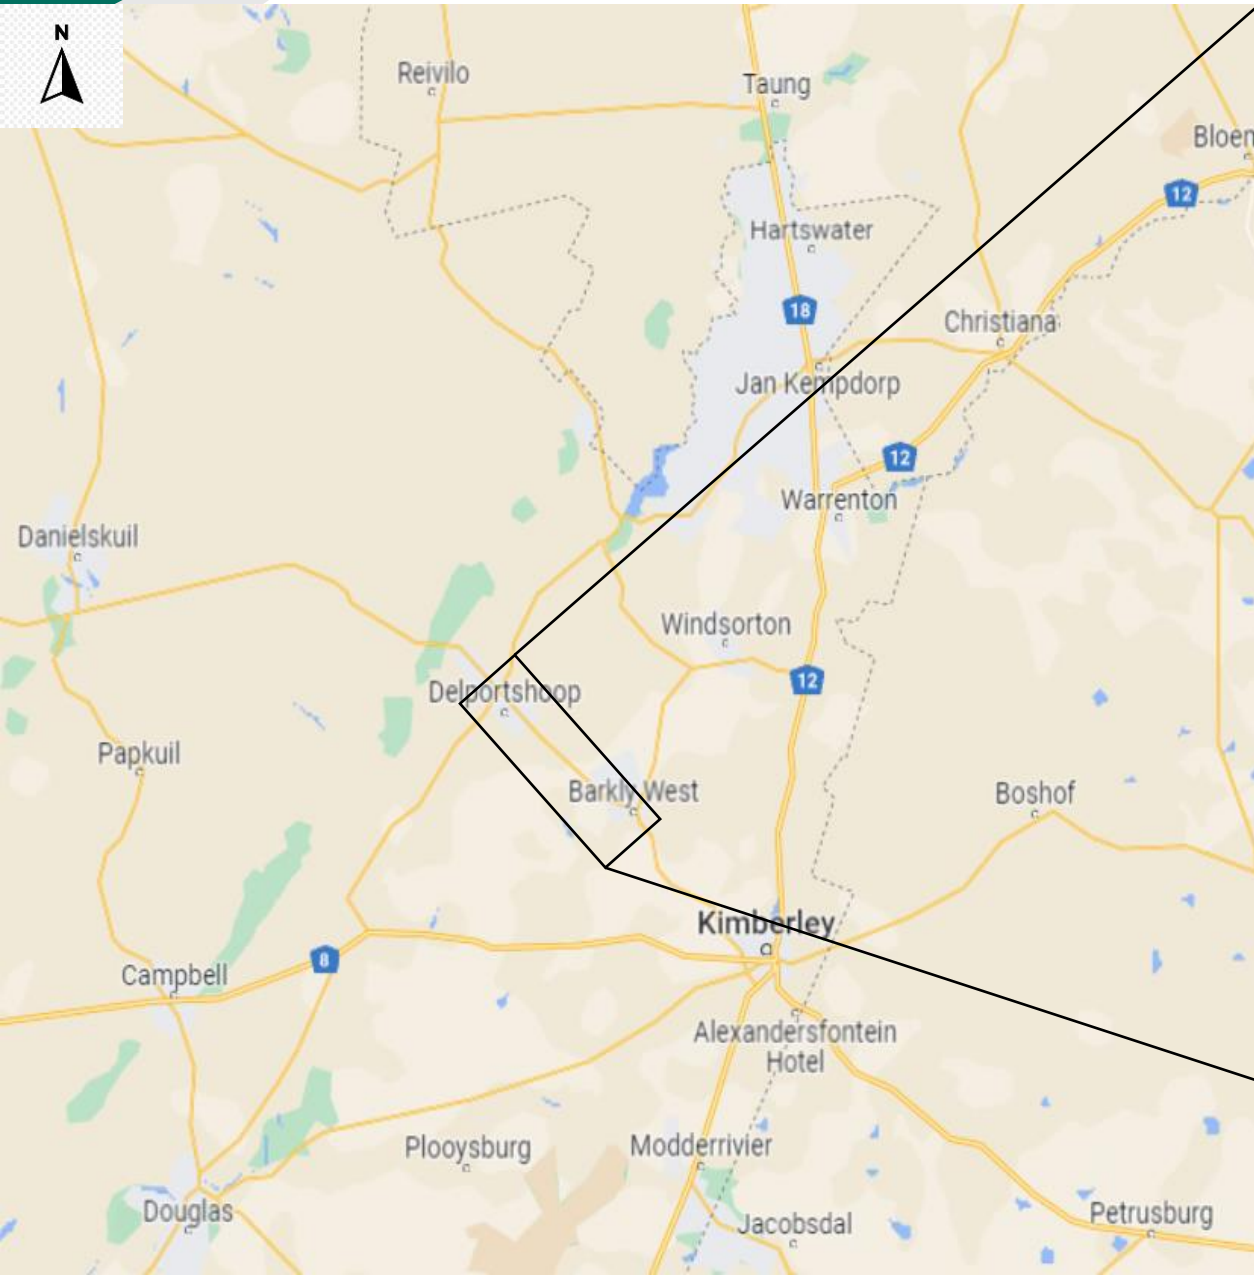 N
Reivilo
Taung
Bloem
12
Hartswater
18
Christiana
Jan Kempdorp
12
Warrenton
Danielskuil
Windsorton
12
Delportshoop
Papkuil
Barkly West
Boshof
Kimberley
8
Campbell
Alexandersfontein
Hotel
Plooysburg
Modderrivier
Douglas
Jacobsdal
Petrusburg